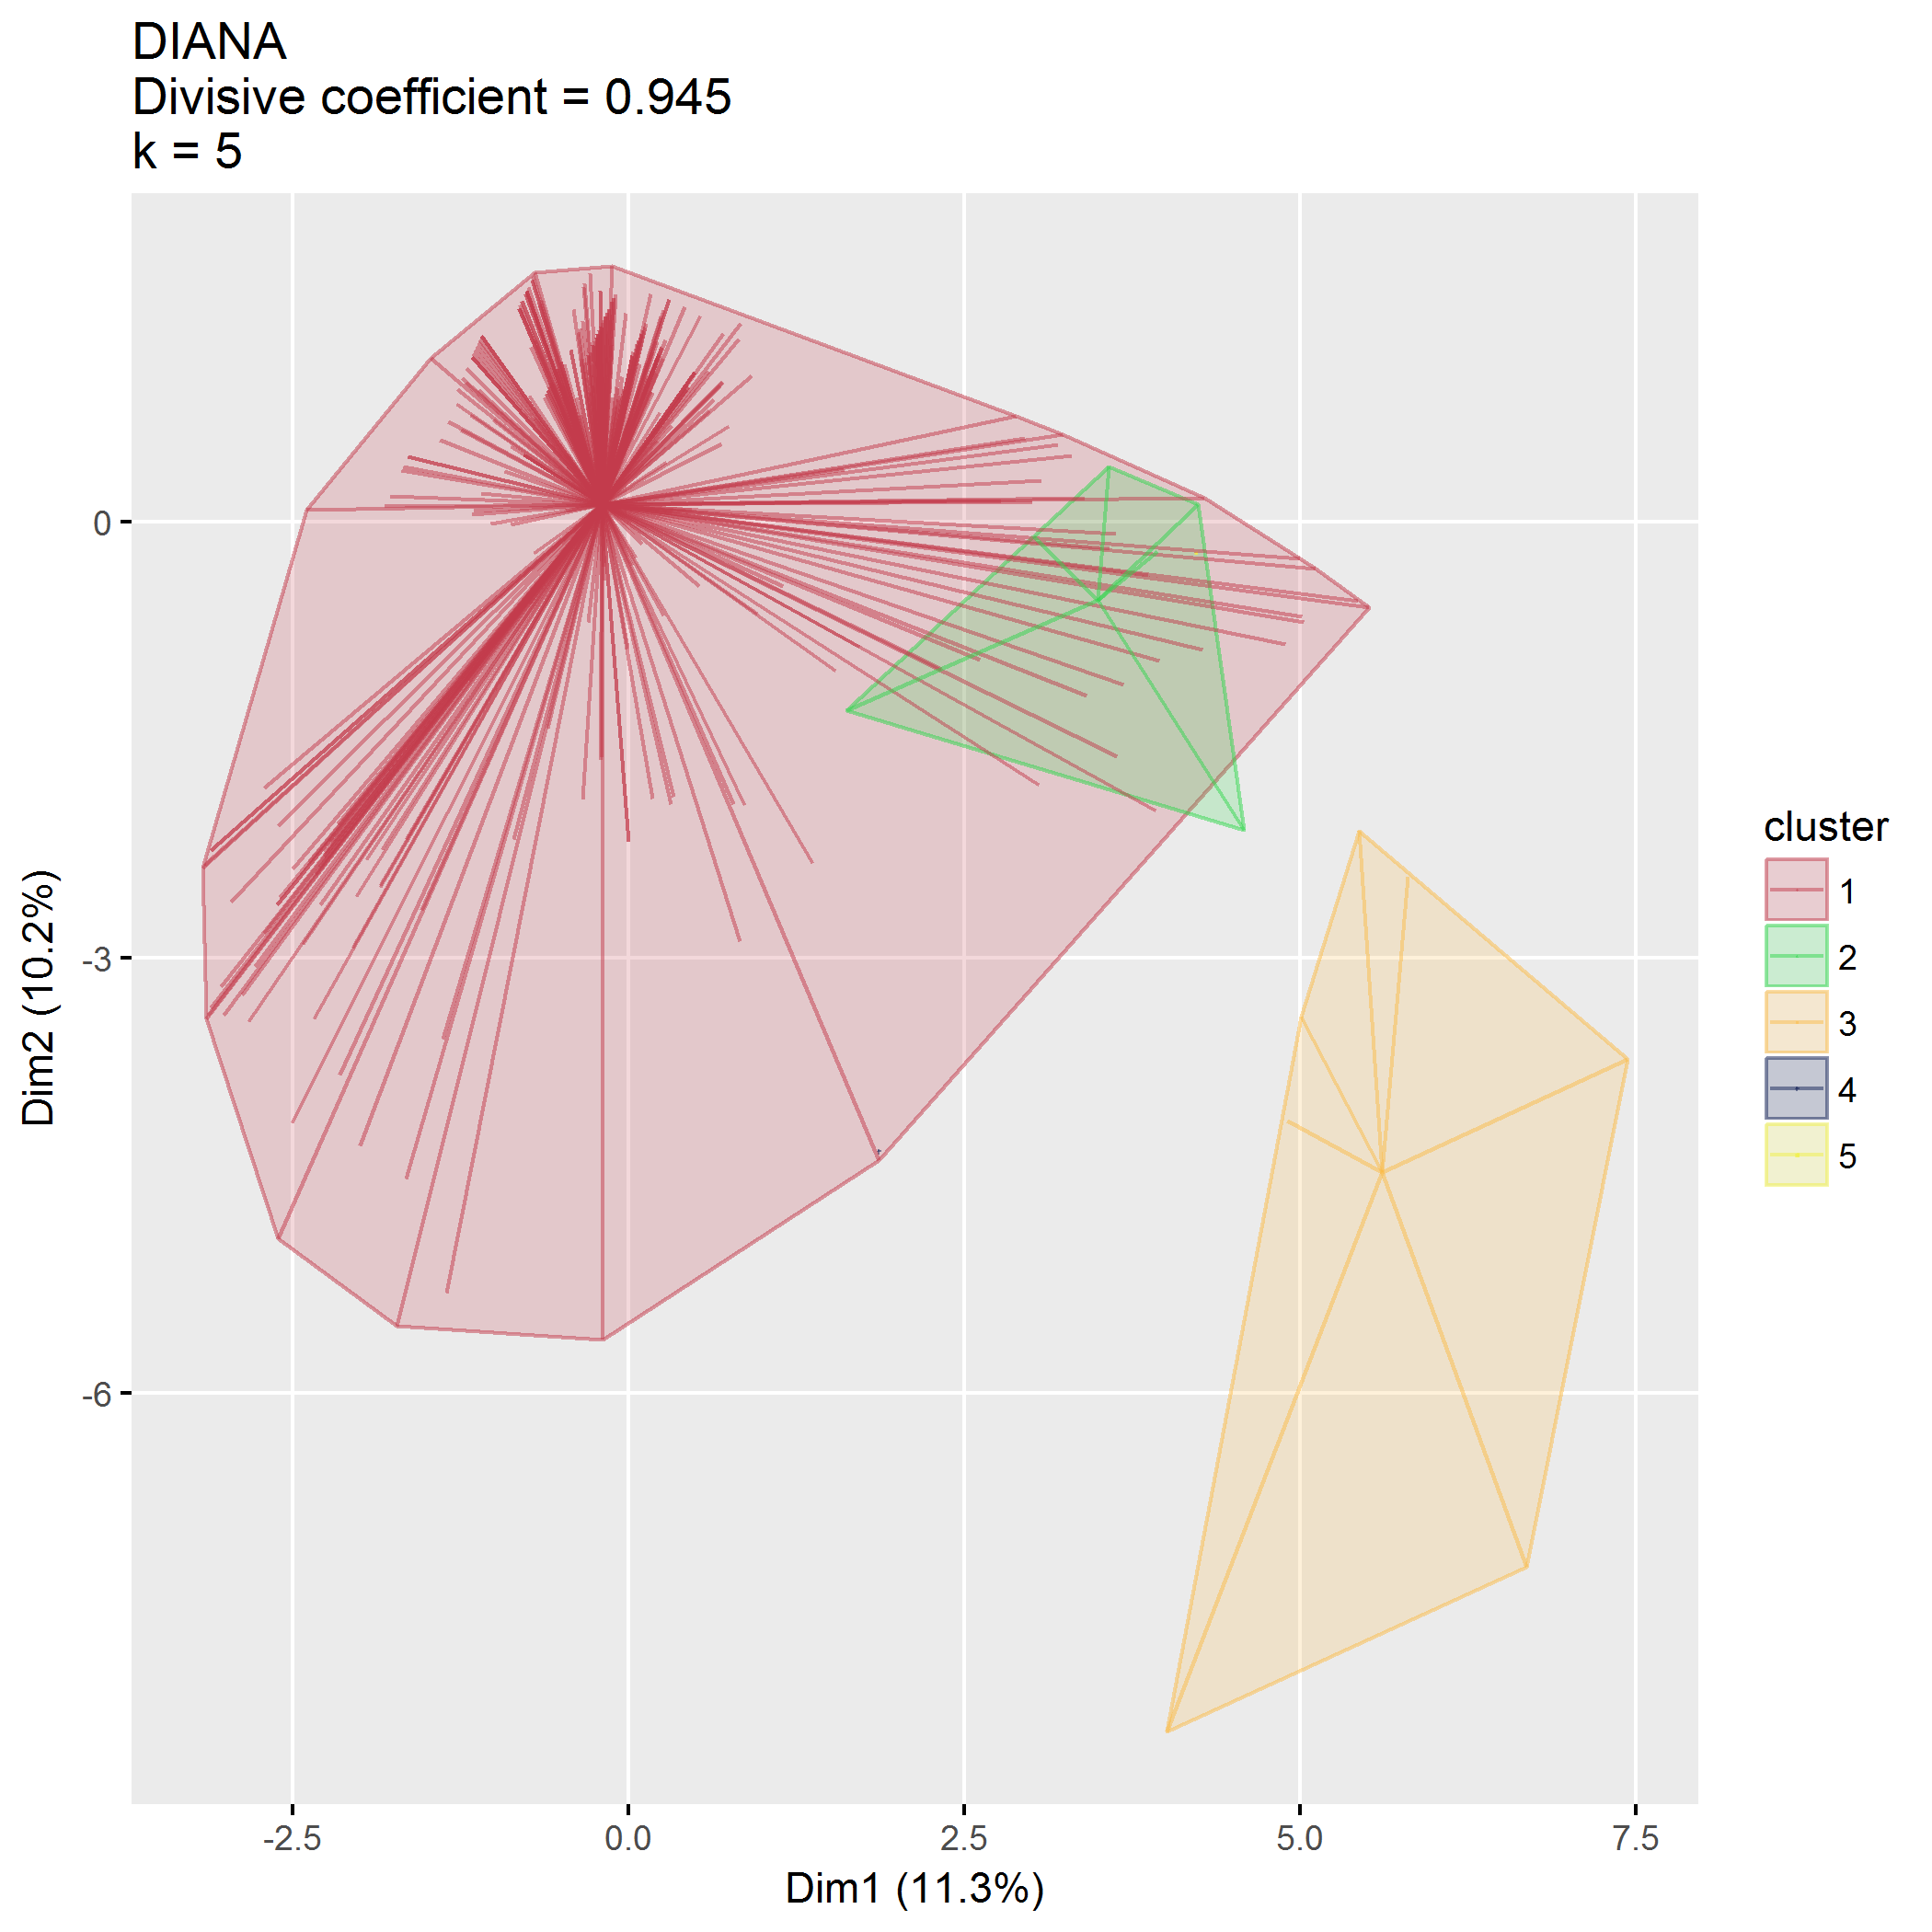 DIANA
Divisive coefficient = 0.945
k = 5
0
-3
-6
Dim2 (10.2%)
-2.5
0.0
2.5
5.0
7.5
Dim1 (11.3%)
cluster
1
2
3
4
5